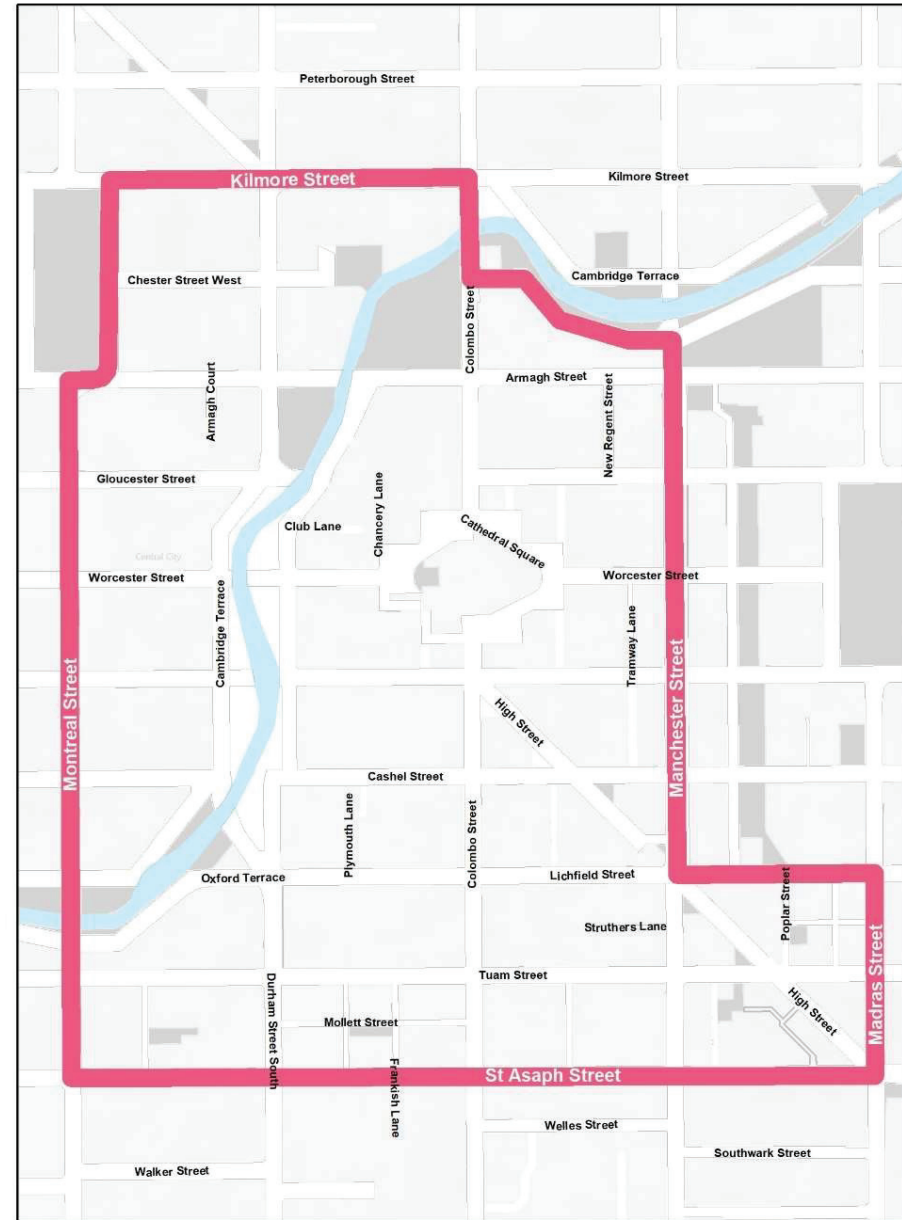 Peterborough Street
Kilmore Street
Kilmore Street
Chester Street West
Cambridge Terrace
Colombo Street
Armagh Street
Armagh Court
New Regent Street
Gloucester Street
Chancery Lane
Club Lane
Cathedral Square
Central City
Worcester Street
Worcester Street
Cambridge Terrace
Tramway Lane
Montreal Street
Manchester Street
High Street
Cashel Street
Plymouth Lane
Colombo Street
Oxford Terrace
Lichfield Street
Poplar Street
Struthers Lane
Madras Street
Tuam Street
Durham Street South
High Street
Mollett Street
Frankish Lane
St Asaph Street
Welles Street
Southwark Street
Walker Street